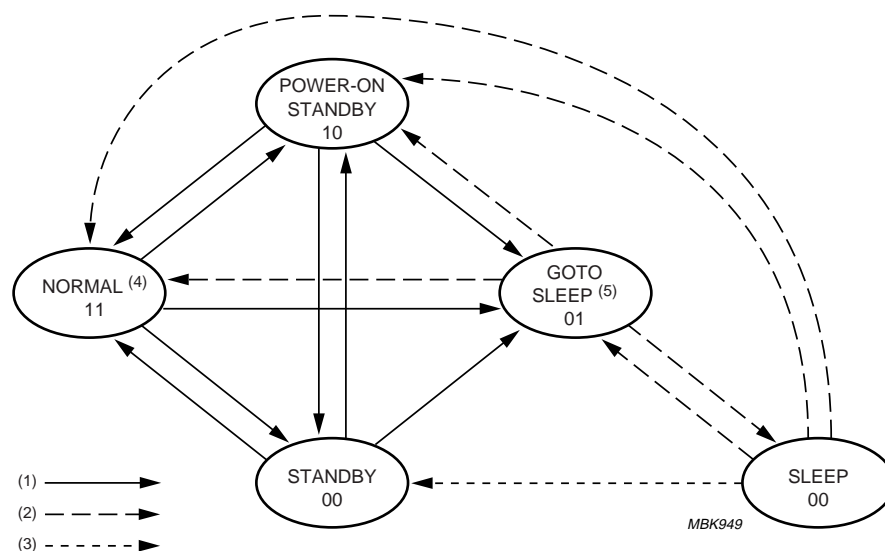 POWER-ON
STANDBY
10
NORMAL (4)
11
GOTO
SLEEP (5)
01
STANDBY
00
SLEEP
00
MBK949
(1)
(2)
(3)